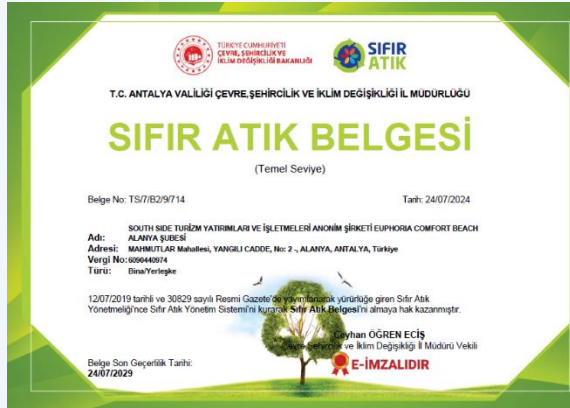 TÜRKİYE CUMHURİYETİ
ÇEVRE, ŞEHİRCİLİK VE
İKLİM DEĞİŞİKLİĞİ BAKANLIĞI
SIFIR
ATIK
T.C. ANTALYA VALİLİĞİ ÇEVRE,ŞEHİRCİLİK VE İKLİM DEĞİŞİKLİĞİ İL MÜDÜRLÜĞÜ
SIFIR ATIK BELGESİ
(Temel Seviye)
Belge No: TS/7/B2/9/714 Tarih: 24/07/2024
SOUTH SIDE TURİZM YATIRIMLARI VE İŞLETMELERİ ANONİM ŞİRKETİ EUPHORIA COMFORT BEACH
Adı: ALANYA ŞUBESİ
Adresi: MAHMUTLAR Mahallesi, YANGILI CADDE, No: 2 -, ALANYA, ANTALYA, Türkiye
Vergi No:6090440974
Türü: Bina/Yerleşke
12/07/2019 tarihli ve 30829 sayılı Resmi Gazete'de yayımlanarak yürürlüğe giren Sıfır Atık
Yönetmeliği'nce Sıfır Atık Yönetim Sistemi'ni kurarak Sıfır Atık Belgesi'ni almaya hak kazanmıştır.
Ceyhan ÖĞREN ECİŞ
Çevre Şehircilik ve İklim Değişikliği İl Müdürü Vekili
E-İMZALIDIR
Belge Son Geçerlilik Tarihi:
24/07/2029